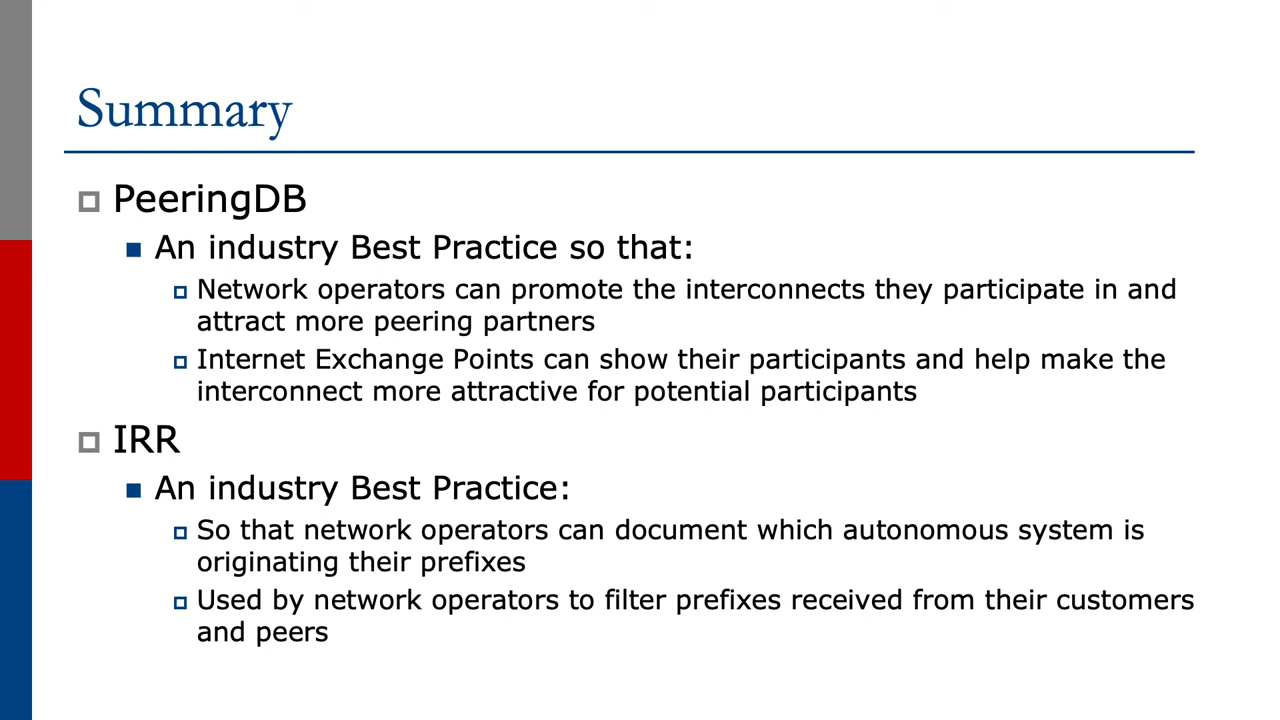 Summary
PeeringDB
An industry Best Practice so that:
Network operators can promote the interconnects they participate in and
attract more peering partners
Internet Exchange Points can show their participants and help make the
interconnect more attractive for potential participants
IRR
An industry Best Practice:
So that network operators can document which autonomous system is
originating their prefixes
Used by network operators to filter prefixes received from their customers
and peers